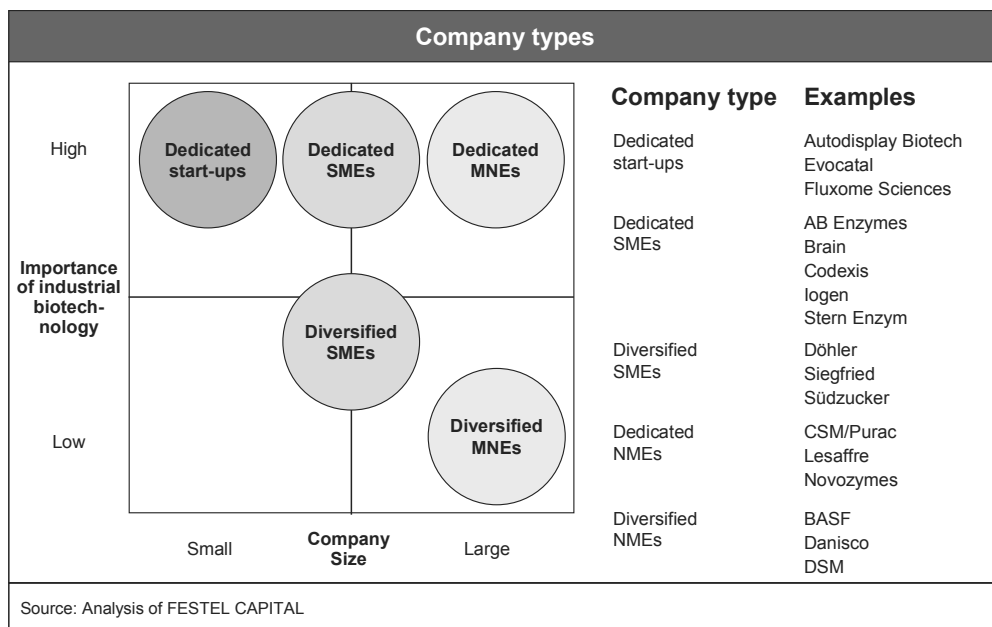 Company types
High
Dedicated
start-ups
Dedicated
SMEs
Dedicated
MNEs
Importance
of industrial
biotech-
nology
Diversified
SMEs
Low
Diversified
MNEs
Small
Company
Size
Large
Company type
Examples
Dedicated
start-ups
Autodisplay Biotech
Evocatal
Fluxome Sciences
Dedicated
SMEs
AB Enzymes
Brain
Codexis
Iogen
Stern Enzym
Diversified
SMEs
Döhler
Siegfried
Südzucker
Dedicated
NMEs
CSM/Purac
Lesaffre
Novozymes
Diversified
NMEs
BASF
Danisco
DSM
Source: Analysis of FESTEL CAPITAL